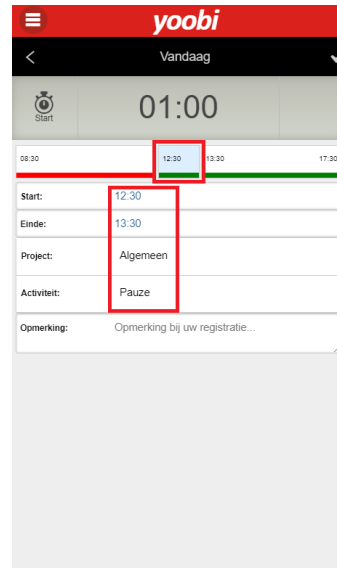 yoobi
Vandaag
Start
01:00
08:30 12:30 13:30 17:30
Start: 12:30
Einde: 13:30
Project: Algemeen
Activiteit: Pauze
Opmerking: Opmerking bij uw registratie...